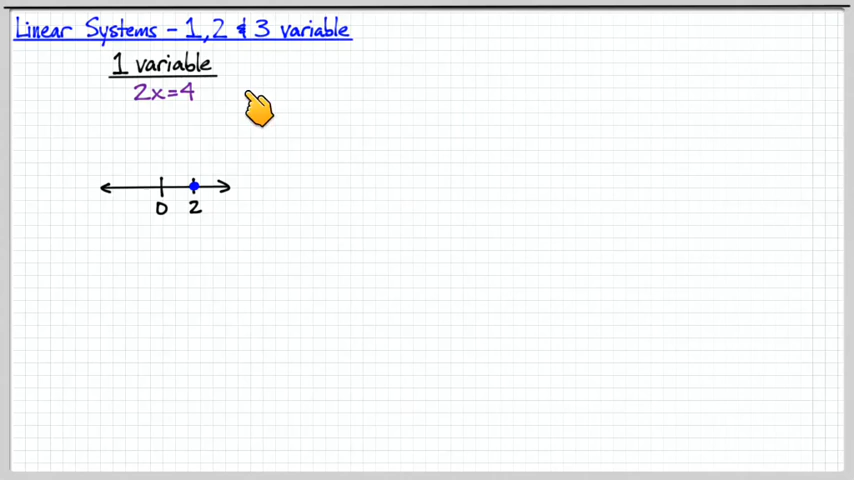 Linear Systems - 1, 2 & 3 variable
1 variable
2x=4
0 2